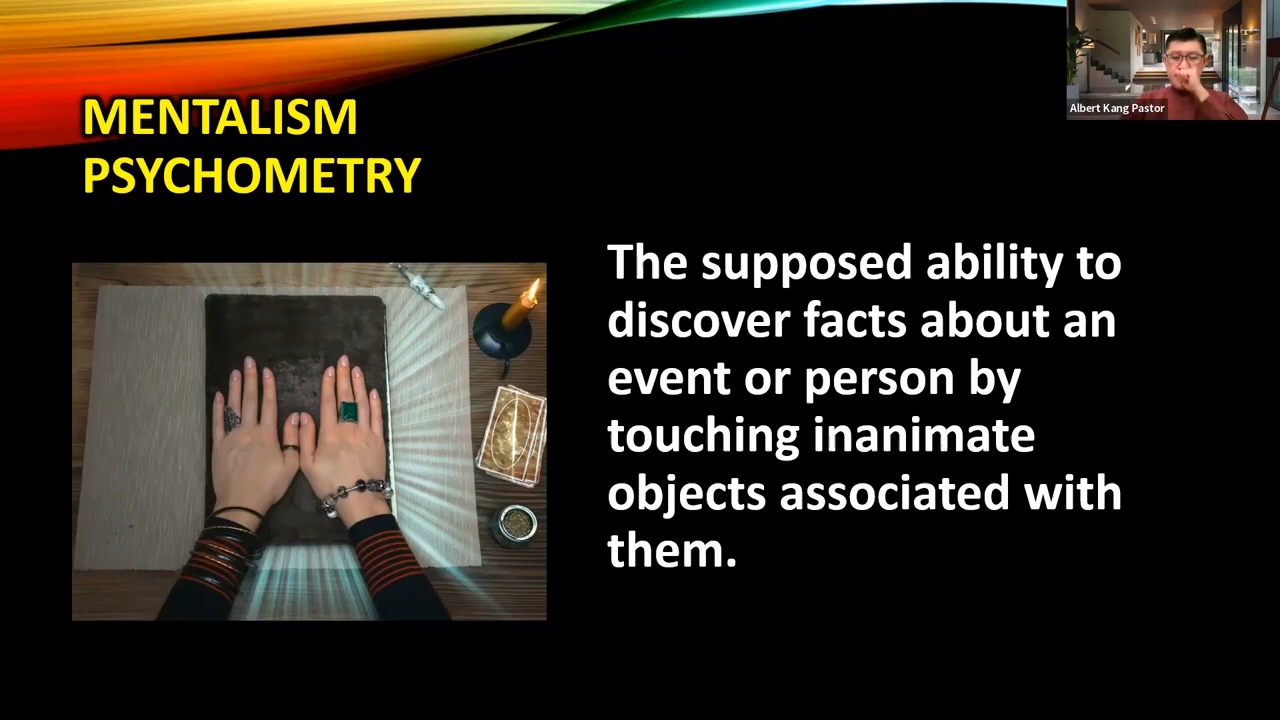 MENTALISM
PSYCHOMETRY
Albert Kang Pastor
The supposed ability to
discover facts about an
event or person by
touching inanimate
objects associated with
them.